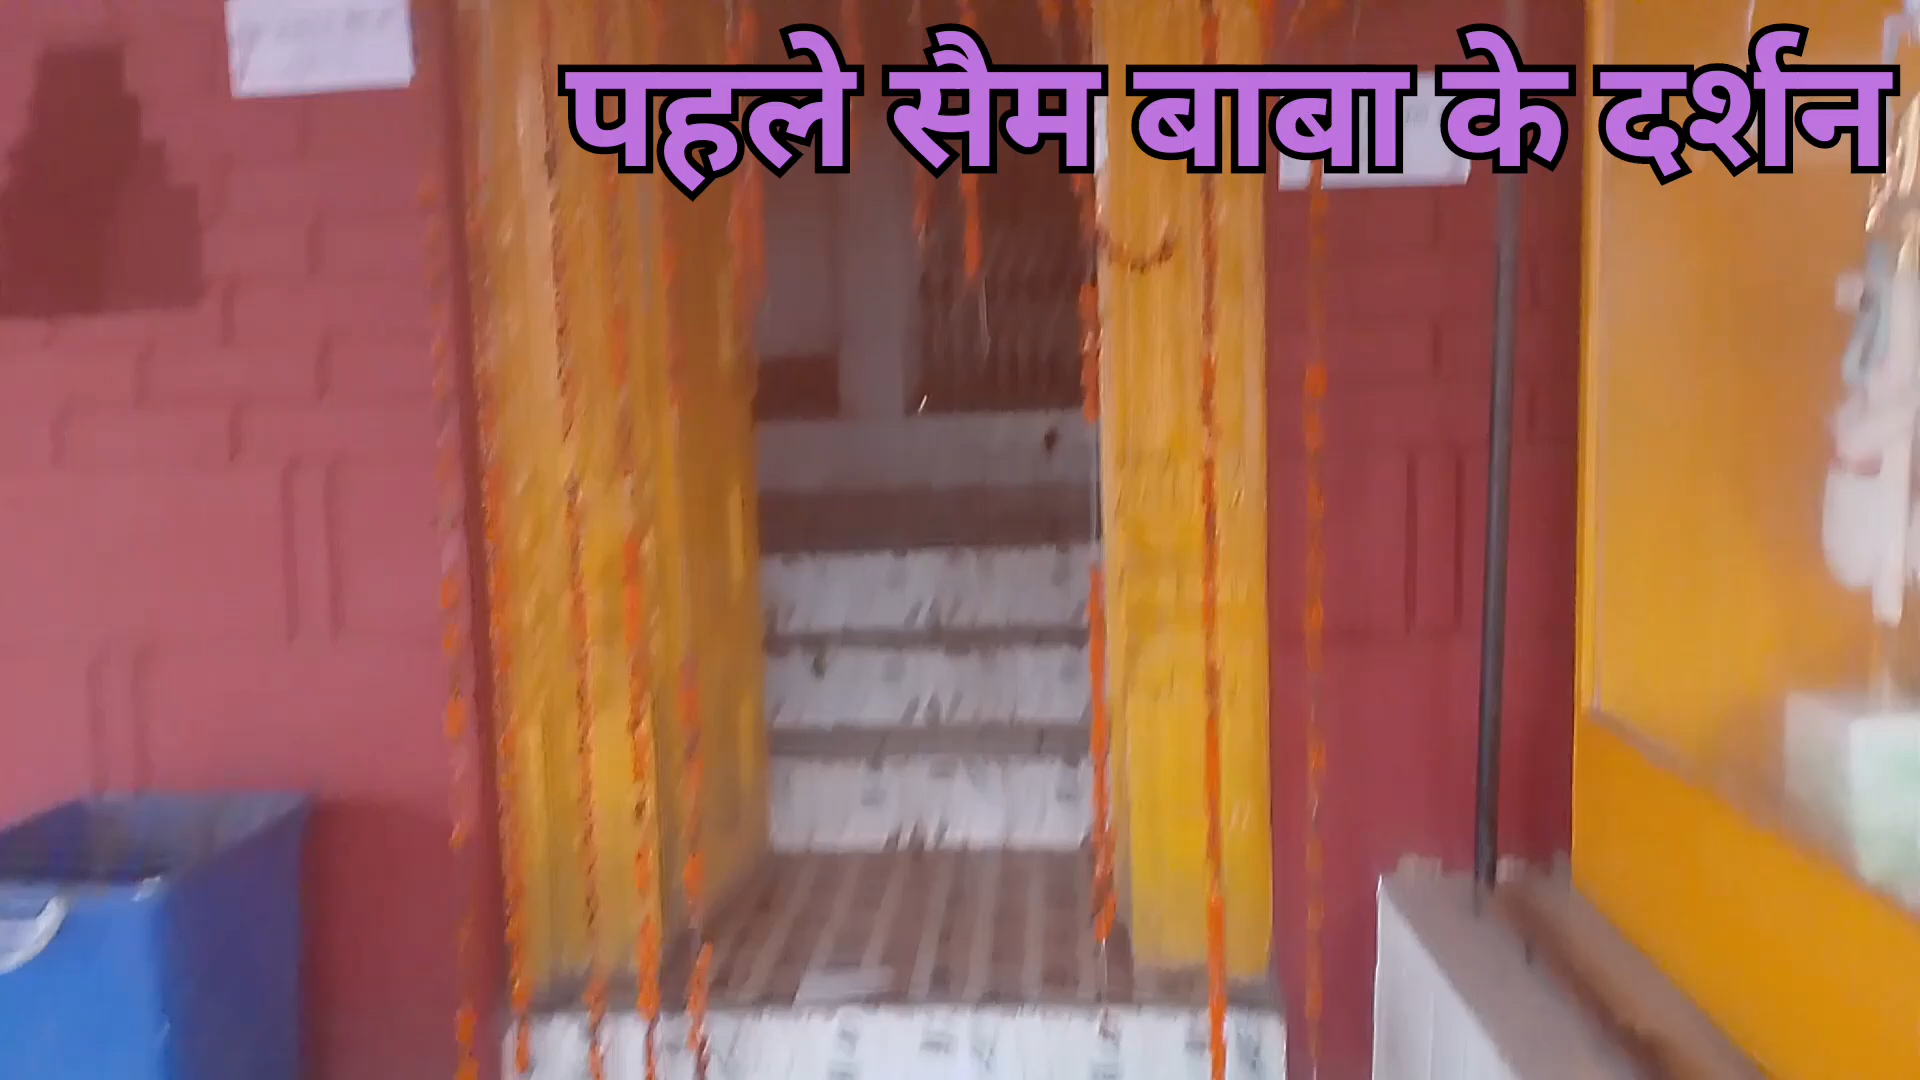 पहले सैम बाबा के दर्शन